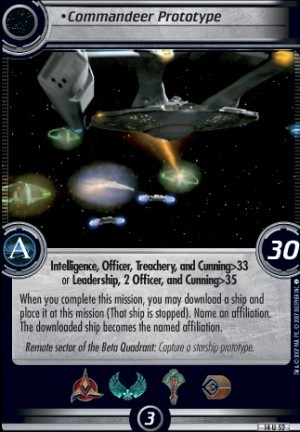 •Commandeer Prototype
A
30
Intelligence, Officer, Treachery, and Cunning>33
or Leadership, 2 Officer, and Cunning>35
When you complete this mission, you may download a ship and
place it at this mission (That ship is stopped). Name an affiliation.
The downloaded ship becomes the named affiliation.
Remote sector of the Beta Quadrant: Capture a starship prototype.
3
14 U 52